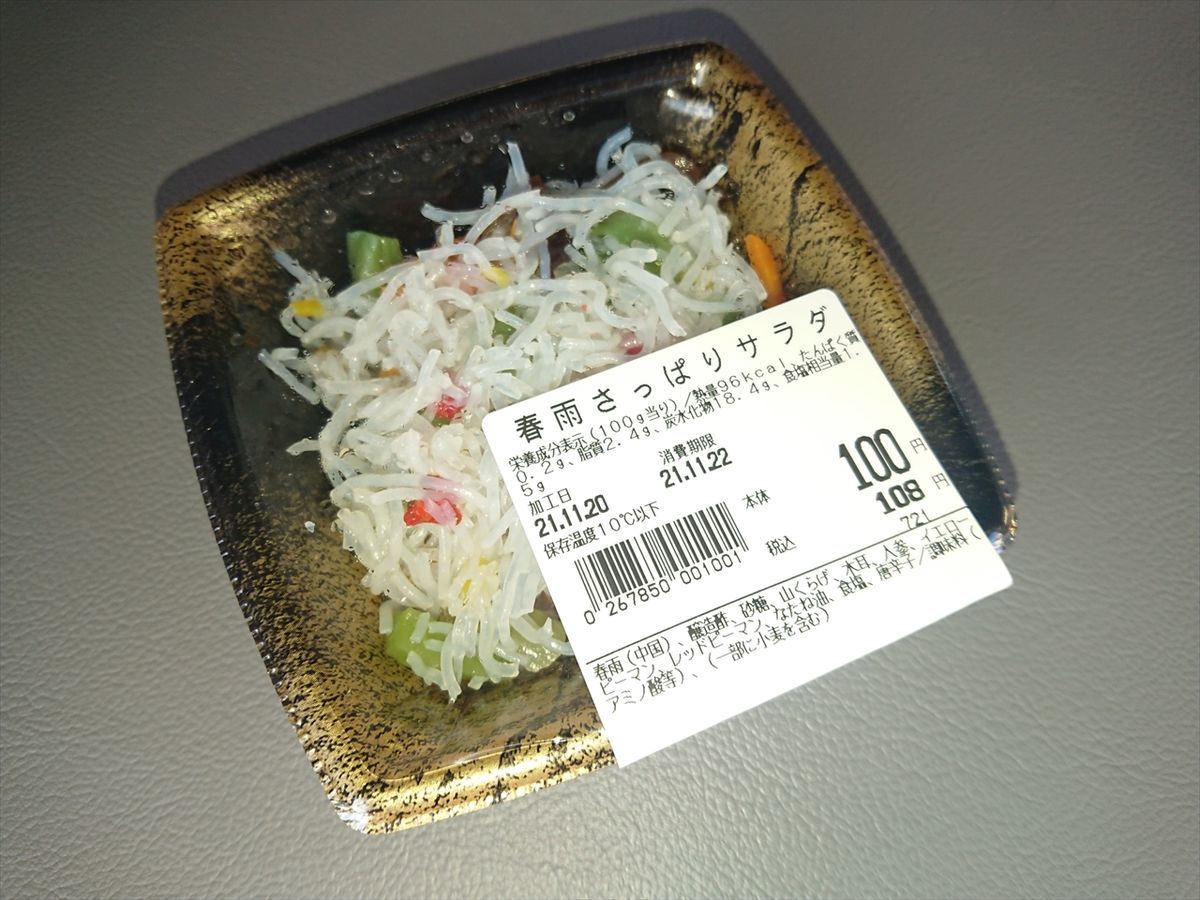 春雨さっぱりサラダ
栄養成分表示(100g当り)/熱量96kcal、たんぱく質
0.2g、脂質2.4g、炭水化物18.4g、食塩相当量1.
5g
加工日
21.11.20
消費期限
21.11.22
保存温度10℃以下
本体
100円
税込
108円
0 267850 001001
721
春雨(中国)、醸造酢、砂糖、山くらげ、木耳、人参、イエロー
ピーマン、レッドピーマン、なたね油、食塩、唐辛子/調味料(
アミノ酸等)、(一部に小麦を含む)